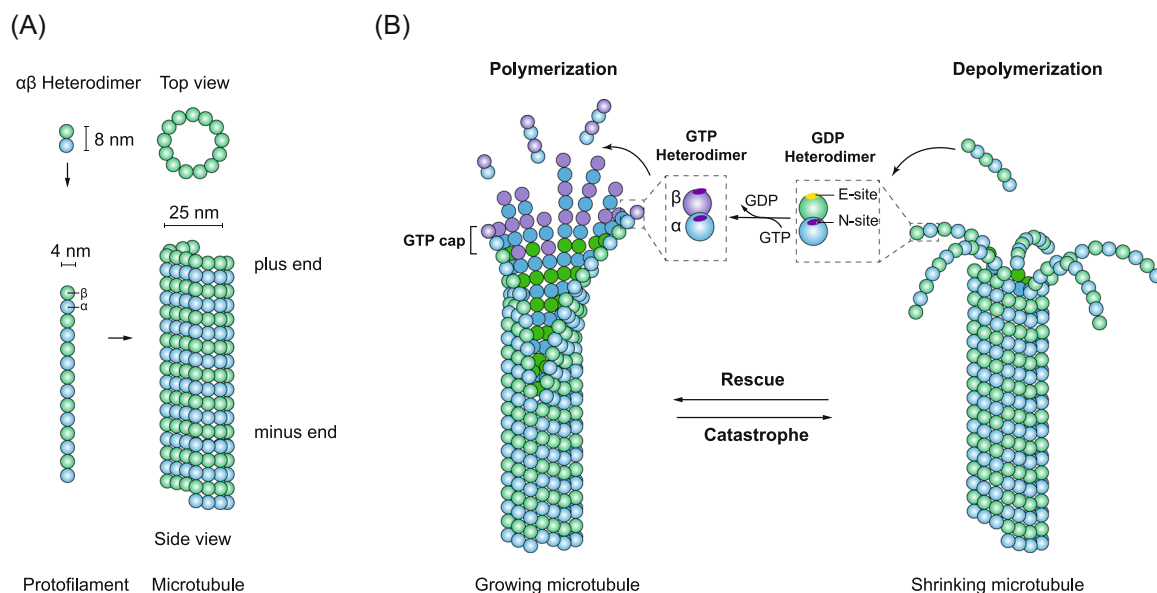 (A)
αβ Heterodimer
Top view
8 nm
25 nm
4 nm
plus end
β
α
minus end
Side view
Protofilament
Microtubule
(B)
Polymerization
Depolymerization
GTP
Heterodimer
GDP
Heterodimer
β
α
GDP
GTP
E-site
N-site
GTP cap
Rescue
Catastrophe
Growing microtubule
Shrinking microtubule